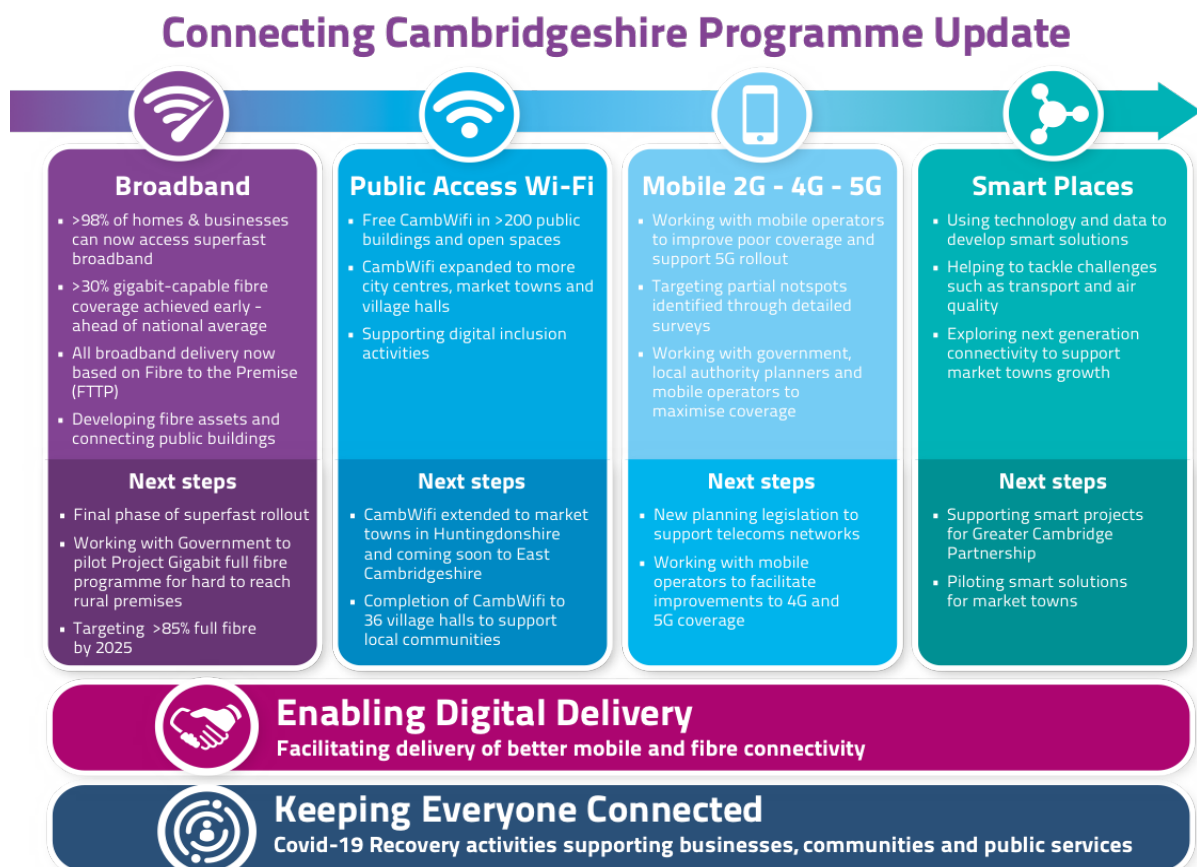 Connecting Cambridgeshire Programme Update
Broadband
▪ >98% of homes & businesses
can now access superfast
broadband
▪ >30% gigabit-capable fibre
coverage achieved early -
ahead of national average
▪ All broadband delivery now
based on Fibre to the Premise
(FTTP)
▪ Developing fibre assets and
connecting public buildings
Next steps
▪ Final phase of superfast rollout
▪ Working with Government to
pilot Project Gigabit full fibre
programme for hard to reach
rural premises
▪ Targeting >85% full fibre
by 2025
Public Access Wi-Fi
▪ Free CambWifi in >200 public
buildings and open spaces
▪ CambWifi expanded to more
city centres, market towns and
village halls
▪ Supporting digital inclusion
activities
Next steps
▪ CambWifi extended to market
towns in Huntingdonshire
and coming soon to East
Cambridgeshire
▪ Completion of CambWifi to
36 village halls to support
local communities
Mobile 2G - 4G - 5G
▪ Working with mobile operators
to improve poor coverage and
support 5G rollout
▪ Targeting partial notspots
identified through detailed
surveys
▪ Working with government,
local authority planners and
mobile operators to
maximise coverage
Next steps
▪ New planning legislation to
support telecoms networks
▪ Working with mobile
operators to facilitate
improvements to 4G and
5G coverage
Smart Places
▪ Using technology and data to
develop smart solutions
▪ Helping to tackle challenges
such as transport and air
quality
▪ Exploring next generation
connectivity to support
market towns growth
Next steps
▪ Supporting smart projects
for Greater Cambridge
Partnership
▪ Piloting smart solutions
for market towns
Enabling Digital Delivery
Facilitating delivery of better mobile and fibre connectivity
Keeping Everyone Connected
Covid-19 Recovery activities supporting businesses, communities and public services